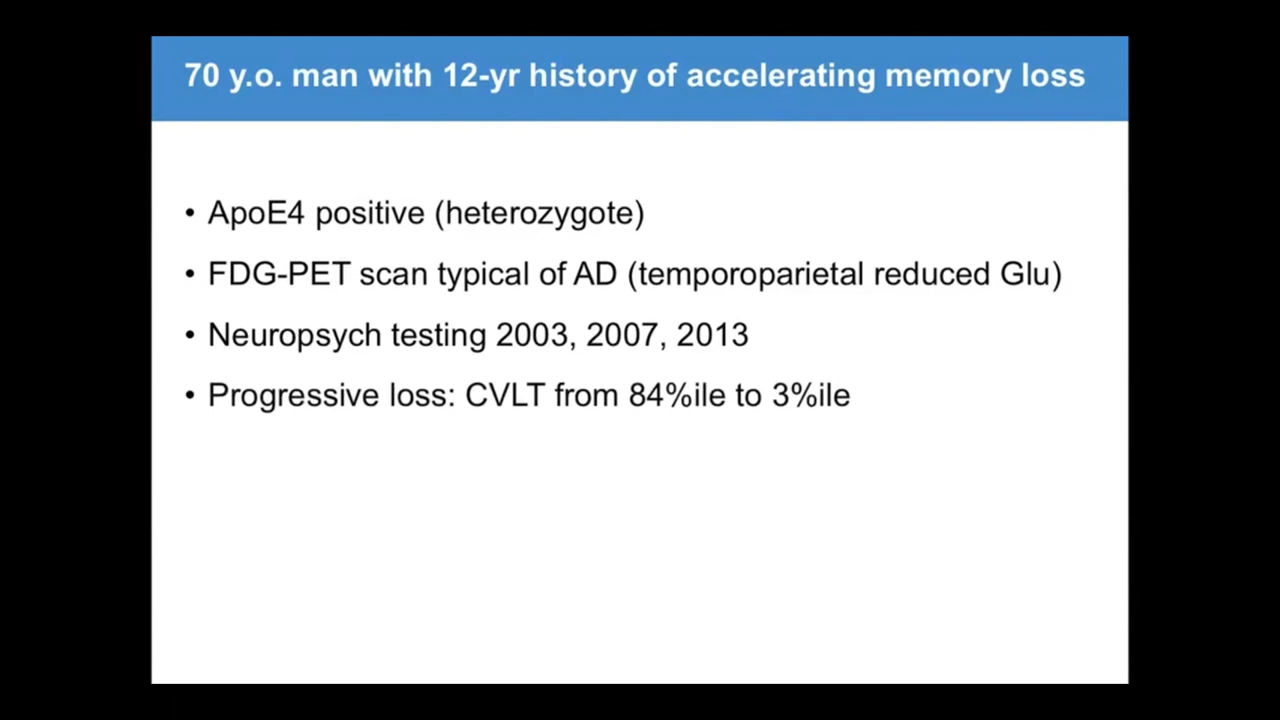 70 y.o. man with 12-yr history of accelerating memory loss
• ApoE4 positive (heterozygote)
• FDG-PET scan typical of AD (temporoparietal reduced Glu)
• Neuropsych testing 2003, 2007, 2013
• Progressive loss: CVLT from 84%ile to 3%ile